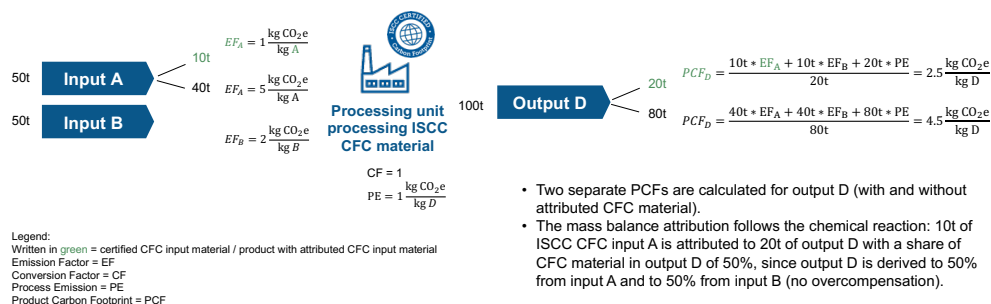 50t
Input A
10t
40t
EF_A = 1 kg CO₂e / kg A
EF_A = 5 kg CO₂e / kg A
50t
Input B
EF_B = 2 kg CO₂e / kg B
ISCC CERTIFIED
Carbon Footprint
Processing unit
processing ISCC
CFC material
CF = 1
PE = 1 kg CO₂e / kg D
100t
Output D
20t
80t
PCF_D = (10t * EF_A + 10t * EF_B + 20t * PE) / 20t = 2.5 kg CO₂e / kg D
PCF_D = (40t * EF_A + 40t * EF_B + 80t * PE) / 80t = 4.5 kg CO₂e / kg D
• Two separate PCFs are calculated for output D (with and without
attributed CFC material).
• The mass balance attribution follows the chemical reaction: 10t of
ISCC CFC input A is attributed to 20t of output D with a share of
CFC material in output D of 50%, since output D is derived to 50%
from input A and to 50% from input B (no overcompensation).
Legend:
Written in green = certified CFC input material / product with attributed CFC input material
Emission Factor = EF
Conversion Factor = CF
Process Emission = PE
Product Carbon Footprint = PCF